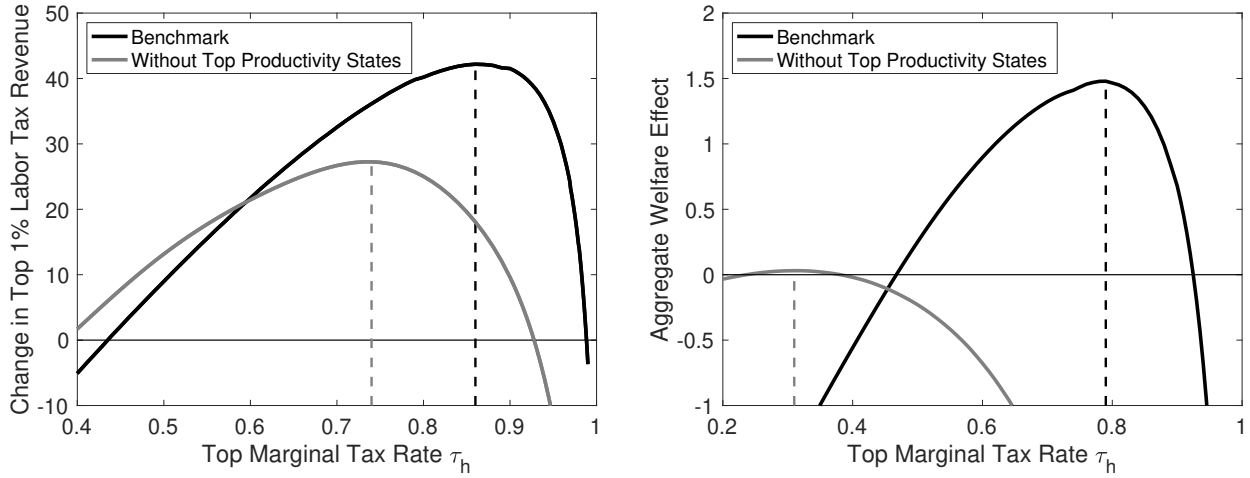 Change in Top 1% Labor Tax Revenue
50
40
30
20
10
0
-10
Benchmark
Without Top Productivity States
0.4 0.5 0.6 0.7 0.8 0.9 1
Top Marginal Tax Rate τh
Aggregate Welfare Effect
2
1.5
1
0.5
0
-0.5
-1
Benchmark
Without Top Productivity States
0.2 0.4 0.6 0.8 1
Top Marginal Tax Rate τh